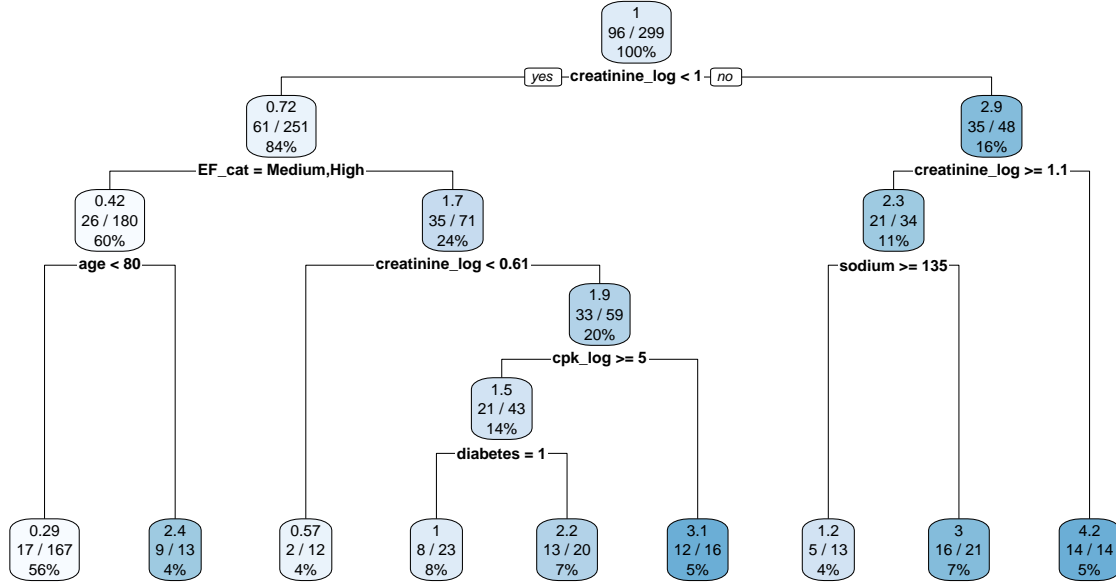 1
96 / 299
100%
yes creatinine_log < 1 no
0.72
61 / 251
84%
2.9
35 / 48
16%
EF_cat = Medium,High
creatinine_log >= 1.1
0.42
26 / 180
60%
1.7
35 / 71
24%
2.3
21 / 34
11%
age < 80
creatinine_log < 0.61
sodium >= 135
1.9
33 / 59
20%
cpk_log >= 5
1.5
21 / 43
14%
diabetes = 1
0.29
17 / 167
56%
2.4
9 / 13
4%
0.57
2 / 12
4%
1
8 / 23
8%
2.2
13 / 20
7%
3.1
12 / 16
5%
1.2
5 / 13
4%
3
16 / 21
7%
4.2
14 / 14
5%